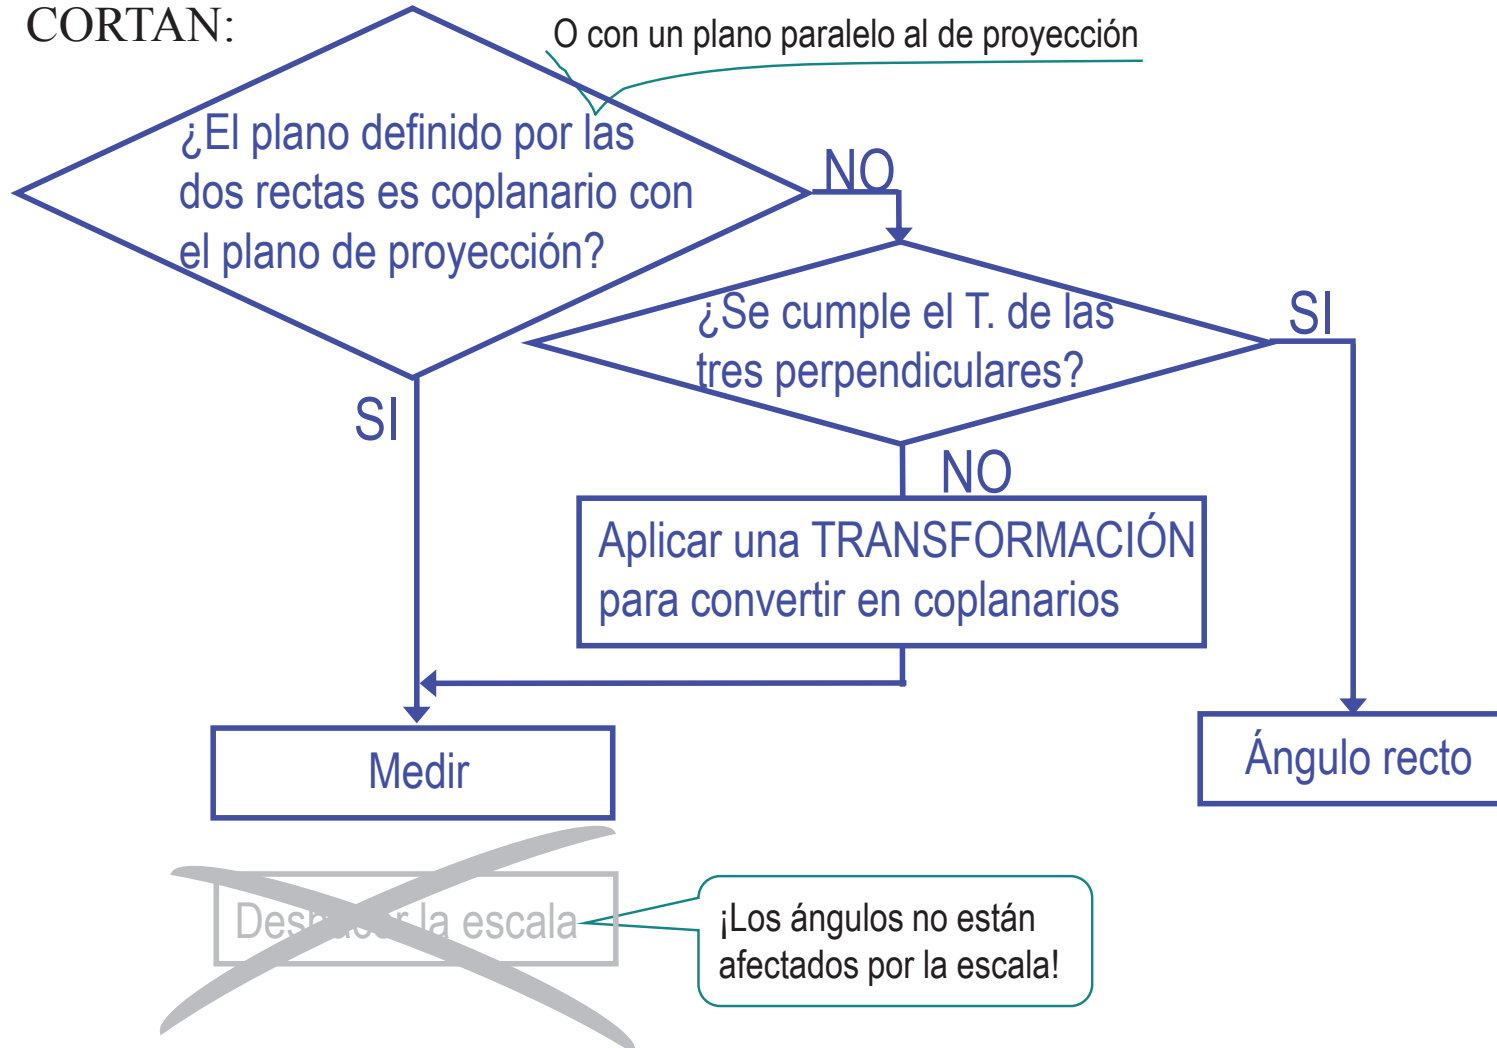 CORTAN:
O con un plano paralelo al de proyección
¿El plano definido por las
dos rectas es coplanario con
el plano de proyección?
NO
¿Se cumple el T. de las
tres perpendiculares?
SI
SI
NO
Aplicar una TRANSFORMACIÓN
para convertir en coplanarios
Medir
Ángulo recto
Deshacer la escala
¡Los ángulos no están
afectados por la escala!